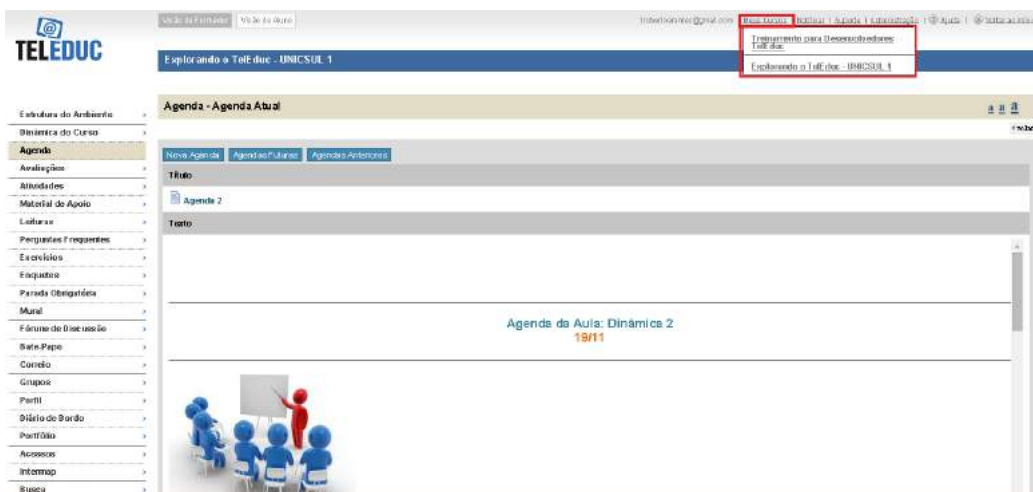 Visão do Formador Visão do Aluno
Meus Cursos | Notificar | Suporte | Administração | Ajuda |
Treinamento para Desenvolvedores
TelEduc
Explorando o TelEduc - UNICSUL 1
TELEDUC
Explorando o TelEduc - UNICSUL 1
Agenda - Agenda Atual
a a a
Estrutura do Ambiente
Dinâmica do Curso
Agenda
Avaliações
Atividades
Material de Apoio
Leituras
Perguntas Frequentes
Exercícios
Enquetes
Parada Obrigatória
Mural
Fóruns de Discussão
Bate-Papo
Correio
Grupos
Perfil
Diário de Bordo
Portfólio
Acessos
Intermap
Busca
Nova Agenda Agendas Futuras Agendas Anteriores
Título
Agenda 2
Texto
Agenda da Aula: Dinâmica 2
19/11